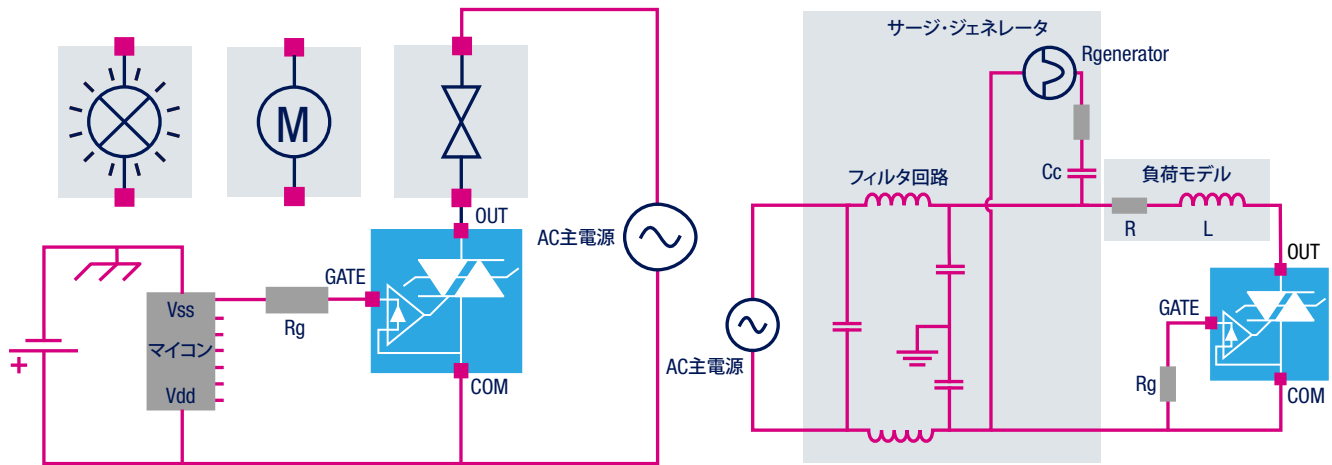 M
OUT
AC主電源
GATE
Rg
Vss
マイコン
Vdd
+
COM
サージ・ジェネレータ
Rgenerator
Cc
フィルタ回路
負荷モデル
R
L
OUT
GATE
AC主電源
Rg
COM